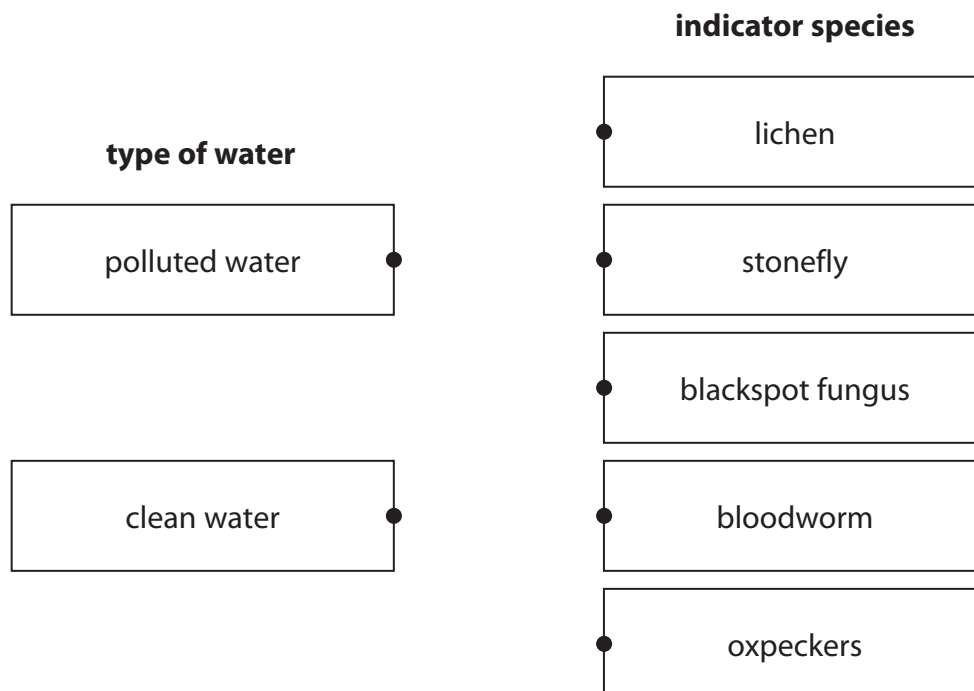 indicator species
lichen
type of water
polluted water
stonefly
blackspot fungus
clean water
bloodworm
oxpeckers